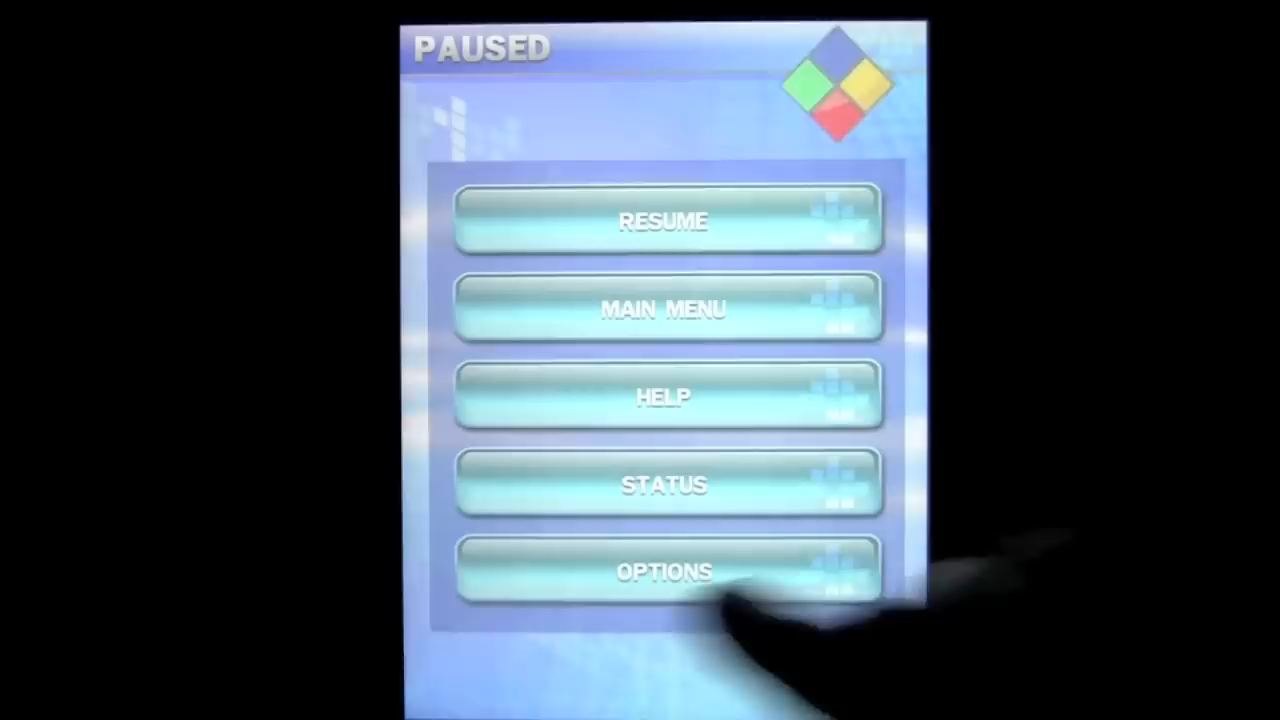 PAUSED
RESUME
MAIN MENU
HELP
STATUS
OPTIONS